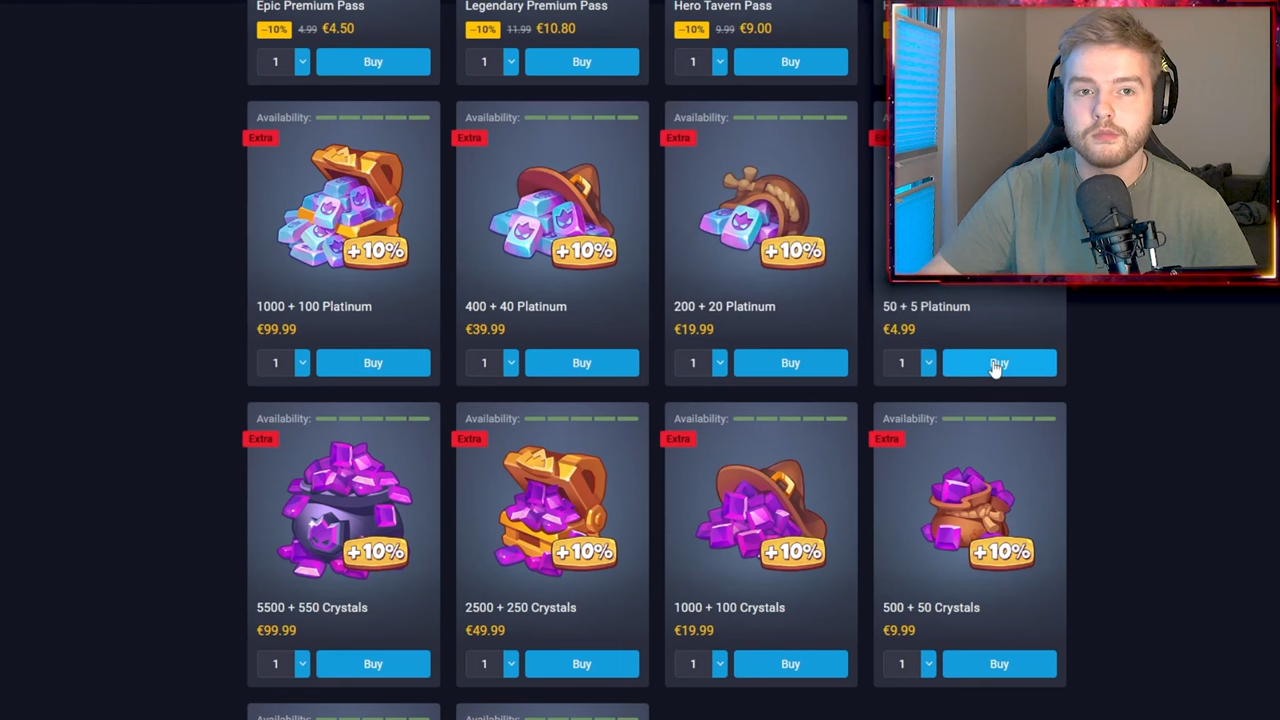 Epic Premium Pass
–10% 4.99 €4.50
1 Buy
Legendary Premium Pass
–10% 11.99 €10.80
1 Buy
Hero Tavern Pass
–10% 9.99 €9.00
1 Buy
Availability:
Extra
+10%
1000 + 100 Platinum
€99.99
1 Buy
Availability:
Extra
+10%
400 + 40 Platinum
€39.99
1 Buy
Availability:
Extra
+10%
200 + 20 Platinum
€19.99
1 Buy
50 + 5 Platinum
€4.99
1 Buy
Availability:
Extra
+10%
5500 + 550 Crystals
€99.99
1 Buy
Availability:
Extra
+10%
2500 + 250 Crystals
€49.99
1 Buy
Availability:
Extra
+10%
1000 + 100 Crystals
€19.99
1 Buy
Availability:
Extra
+10%
500 + 50 Crystals
€9.99
1 Buy
Availability:
Availability: